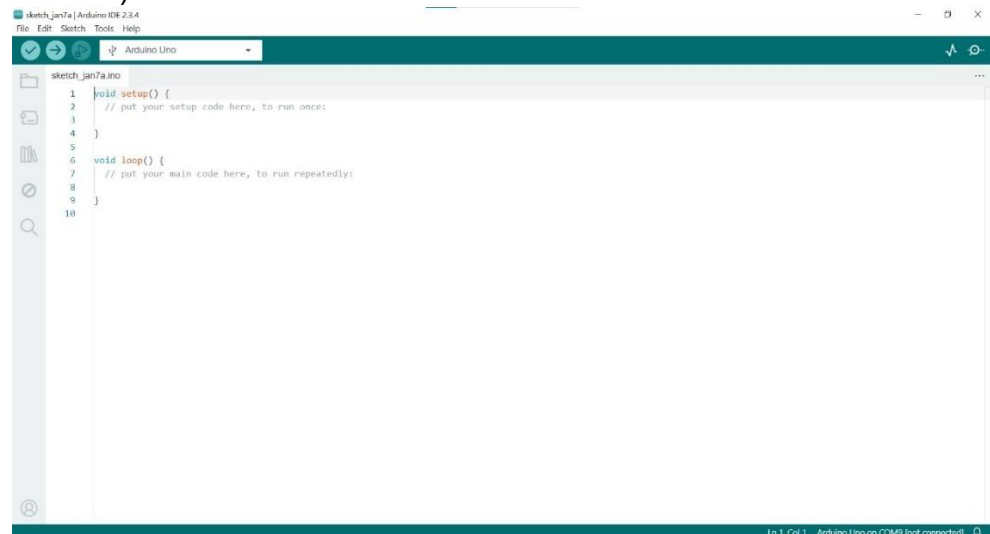 sketch_jan7a | Arduino IDE 2.3.4
File Edit Sketch Tools Help
Arduino Uno
sketch_jan7a.ino
1 void setup() {
2 // put your setup code here, to run once:
3
4 }
5
6 void loop() {
7 // put your main code here, to run repeatedly:
8
9 }
10
Ln 1, Col 1 Arduino Uno on COM9 [not connected]